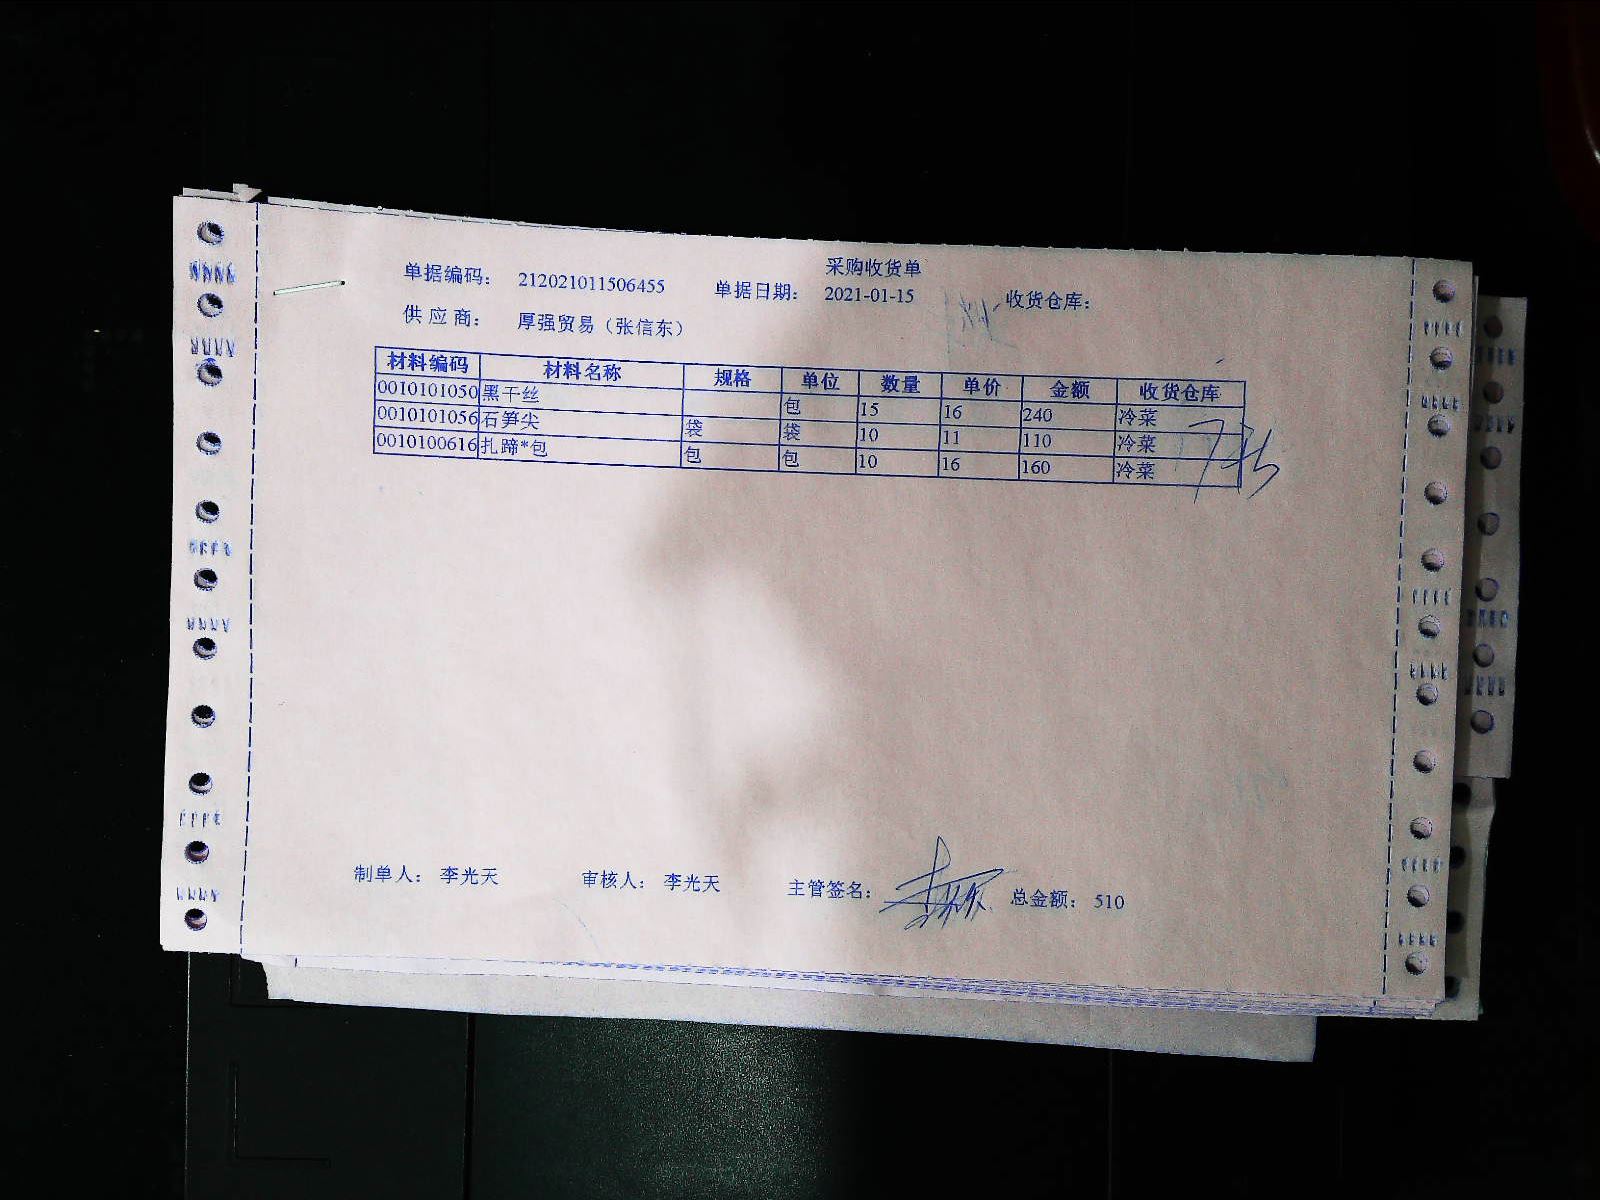 采购收货单
单据编码： 212021011506455 单据日期： 2021-01-15 收货仓库：
供 应 商： 厚强贸易（张信东）
材料编码 材料名称 规格 单位 数量 单价 金额 收货仓库
0010101050 黑干丝 包 15 16 240 冷菜
0010101056 石笋尖 袋 袋 10 11 110 冷菜
0010100616 扎蹄*包 包 包 10 16 160 冷菜
制单人： 李光天 审核人： 李光天 主管签名： 总金额： 510